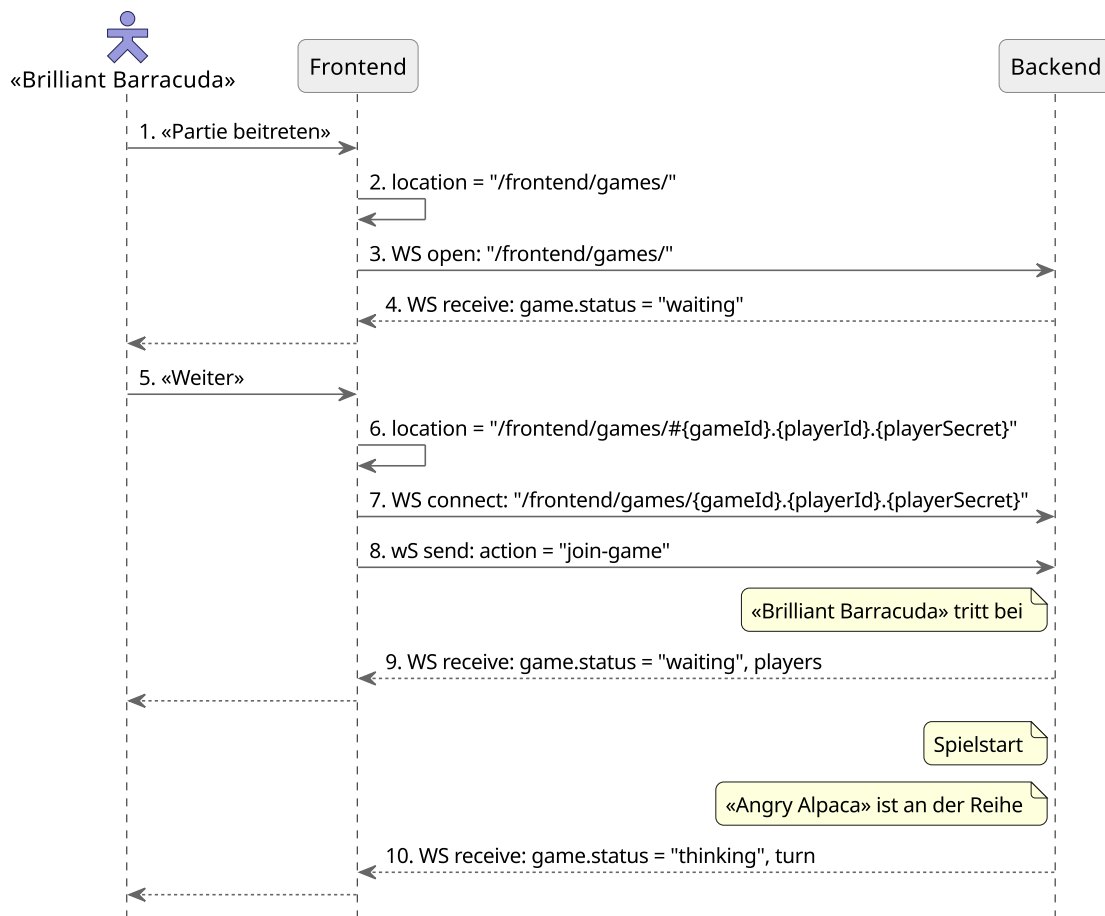 «Brilliant Barracuda»
Frontend
Backend
1. «Partie beitreten»
2. location = "/frontend/games/"
3. WS open: "/frontend/games/"
4. WS receive: game.status = "waiting"
5. «Weiter»
6. location = "/frontend/games/#{gameId}.{playerId}.{playerSecret}"
7. WS connect: "/frontend/games/{gameId}.{playerId}.{playerSecret}"
8. wS send: action = "join-game"
«Brilliant Barracuda» tritt bei
9. WS receive: game.status = "waiting", players
Spielstart
«Angry Alpaca» ist an der Reihe
10. WS receive: game.status = "thinking", turn